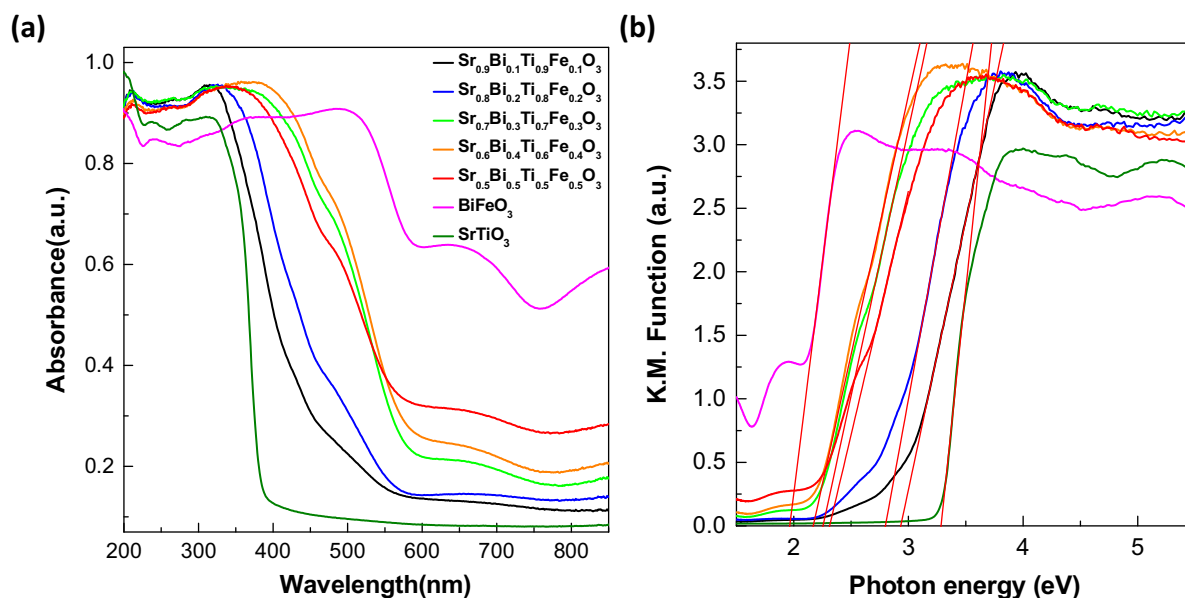 (a)
1.0
0.8
0.6
0.4
0.2
Absorbance(a.u.)
200 300 400 500 600 700 800
Wavelength(nm)
Sr0.9Bi0.1Ti0.9Fe0.1O3
Sr0.8Bi0.2Ti0.8Fe0.2O3
Sr0.7Bi0.3Ti0.7Fe0.3O3
Sr0.6Bi0.4Ti0.6Fe0.4O3
Sr0.5Bi0.5Ti0.5Fe0.5O3
BiFeO3
SrTiO3
(b)
3.5
3.0
2.5
2.0
1.5
1.0
0.5
0.0
K.M. Function (a.u.)
2 3 4 5
Photon energy (eV)